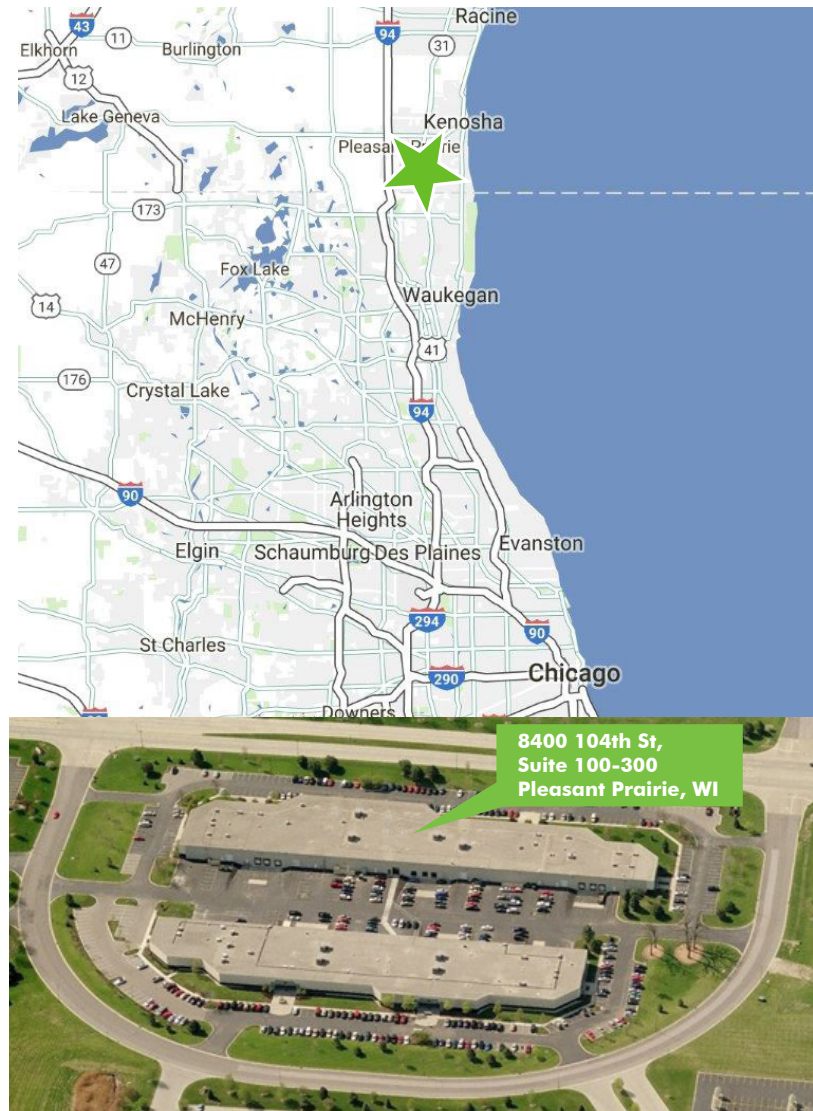 Racine
43
11
94
31
Elkhorn
Burlington
12
Lake Geneva
Kenosha
Pleasant Prairie
173
47
Fox Lake
14
Waukegan
McHenry
41
176
Crystal Lake
94
90
Arlington
Heights
Elgin
Schaumburg
Des Plaines
Evanston
294
90
St Charles
290
Chicago
Downers
8400 104th St,
Suite 100-300
Pleasant Prairie, WI